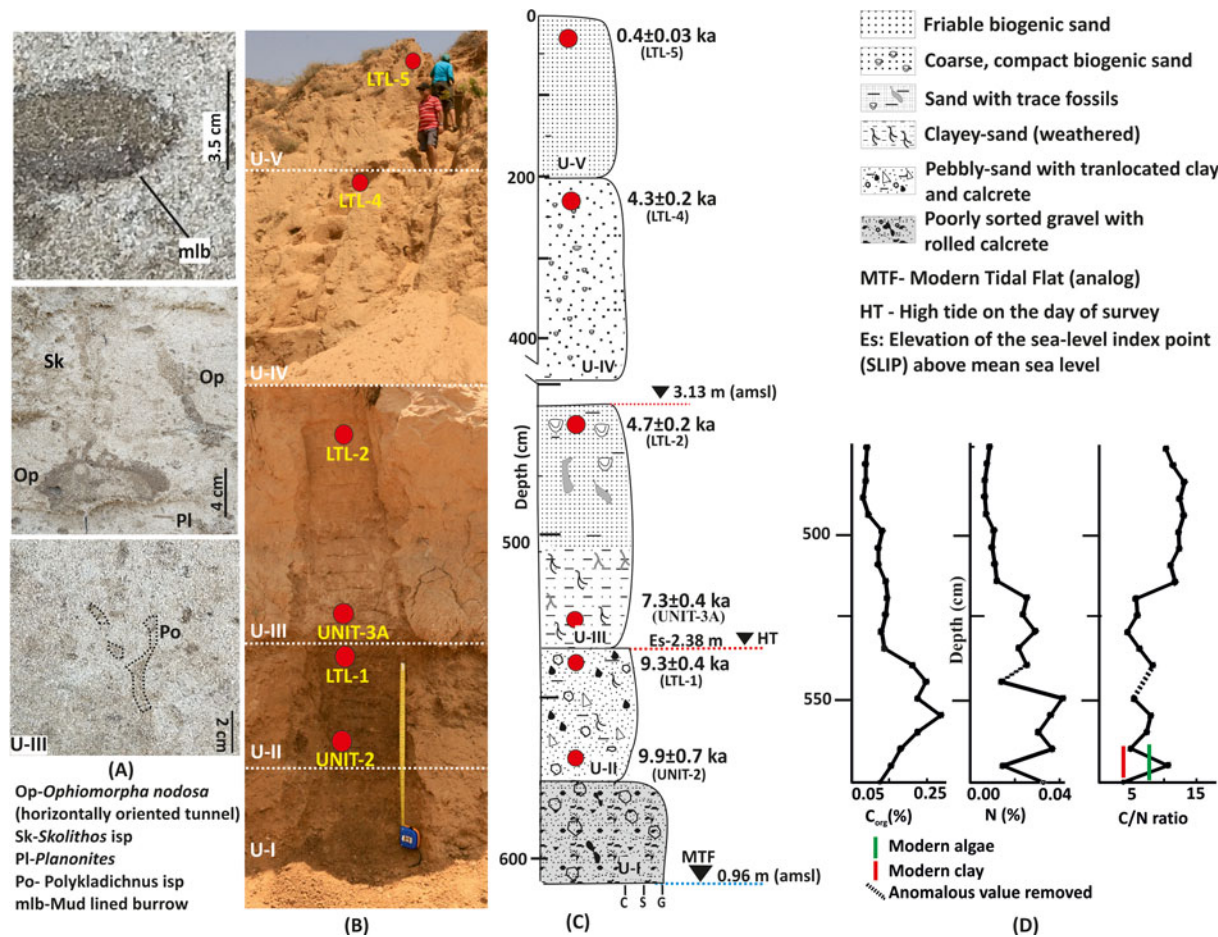 3.5 cm
mlb
Sk
Op
Op
Pl
4 cm
Po
2 cm
U-III
(A)
Op-Ophiomorpha nodosa
(horizontally oriented tunnel)
Sk-Skolithos isp
Pl-Planonites
Po- Polykladichnus isp
mlb-Mud lined burrow
LTL-5
U-V
LTL-4
U-IV
LTL-2
U-III
UNIT-3A
LTL-1
U-II
UNIT-2
U-I
(B)
0
0.4±0.03 ka
(LTL-5)
U-V
200
4.3±0.2 ka
(LTL-4)
400
U-IV
3.13 m (amsl)
4.7±0.2 ka
(LTL-2)
Depth (cm)
500
7.3±0.4 ka
(UNIT-3A)
U-III
Es-2.38 m
HT
9.3±0.4 ka
(LTL-1)
9.9±0.7 ka
(UNIT-2)
U-II
600
U-I
MTF
0.96 m (amsl)
C S G
(C)
Friable biogenic sand
Coarse, compact biogenic sand
Sand with trace fossils
Clayey-sand (weathered)
Pebbly-sand with tranlocated clay
and calcrete
Poorly sorted gravel with
rolled calcrete
MTF- Modern Tidal Flat (analog)
HT - High tide on the day of survey
Es: Elevation of the sea-level index point
(SLIP) above mean sea level
500
550
Depth (cm)
0.05 0.25
Corg(%)
0 0.04
N (%)
5 15
C/N ratio
Modern algae
Modern clay
Anomalous value removed
(D)